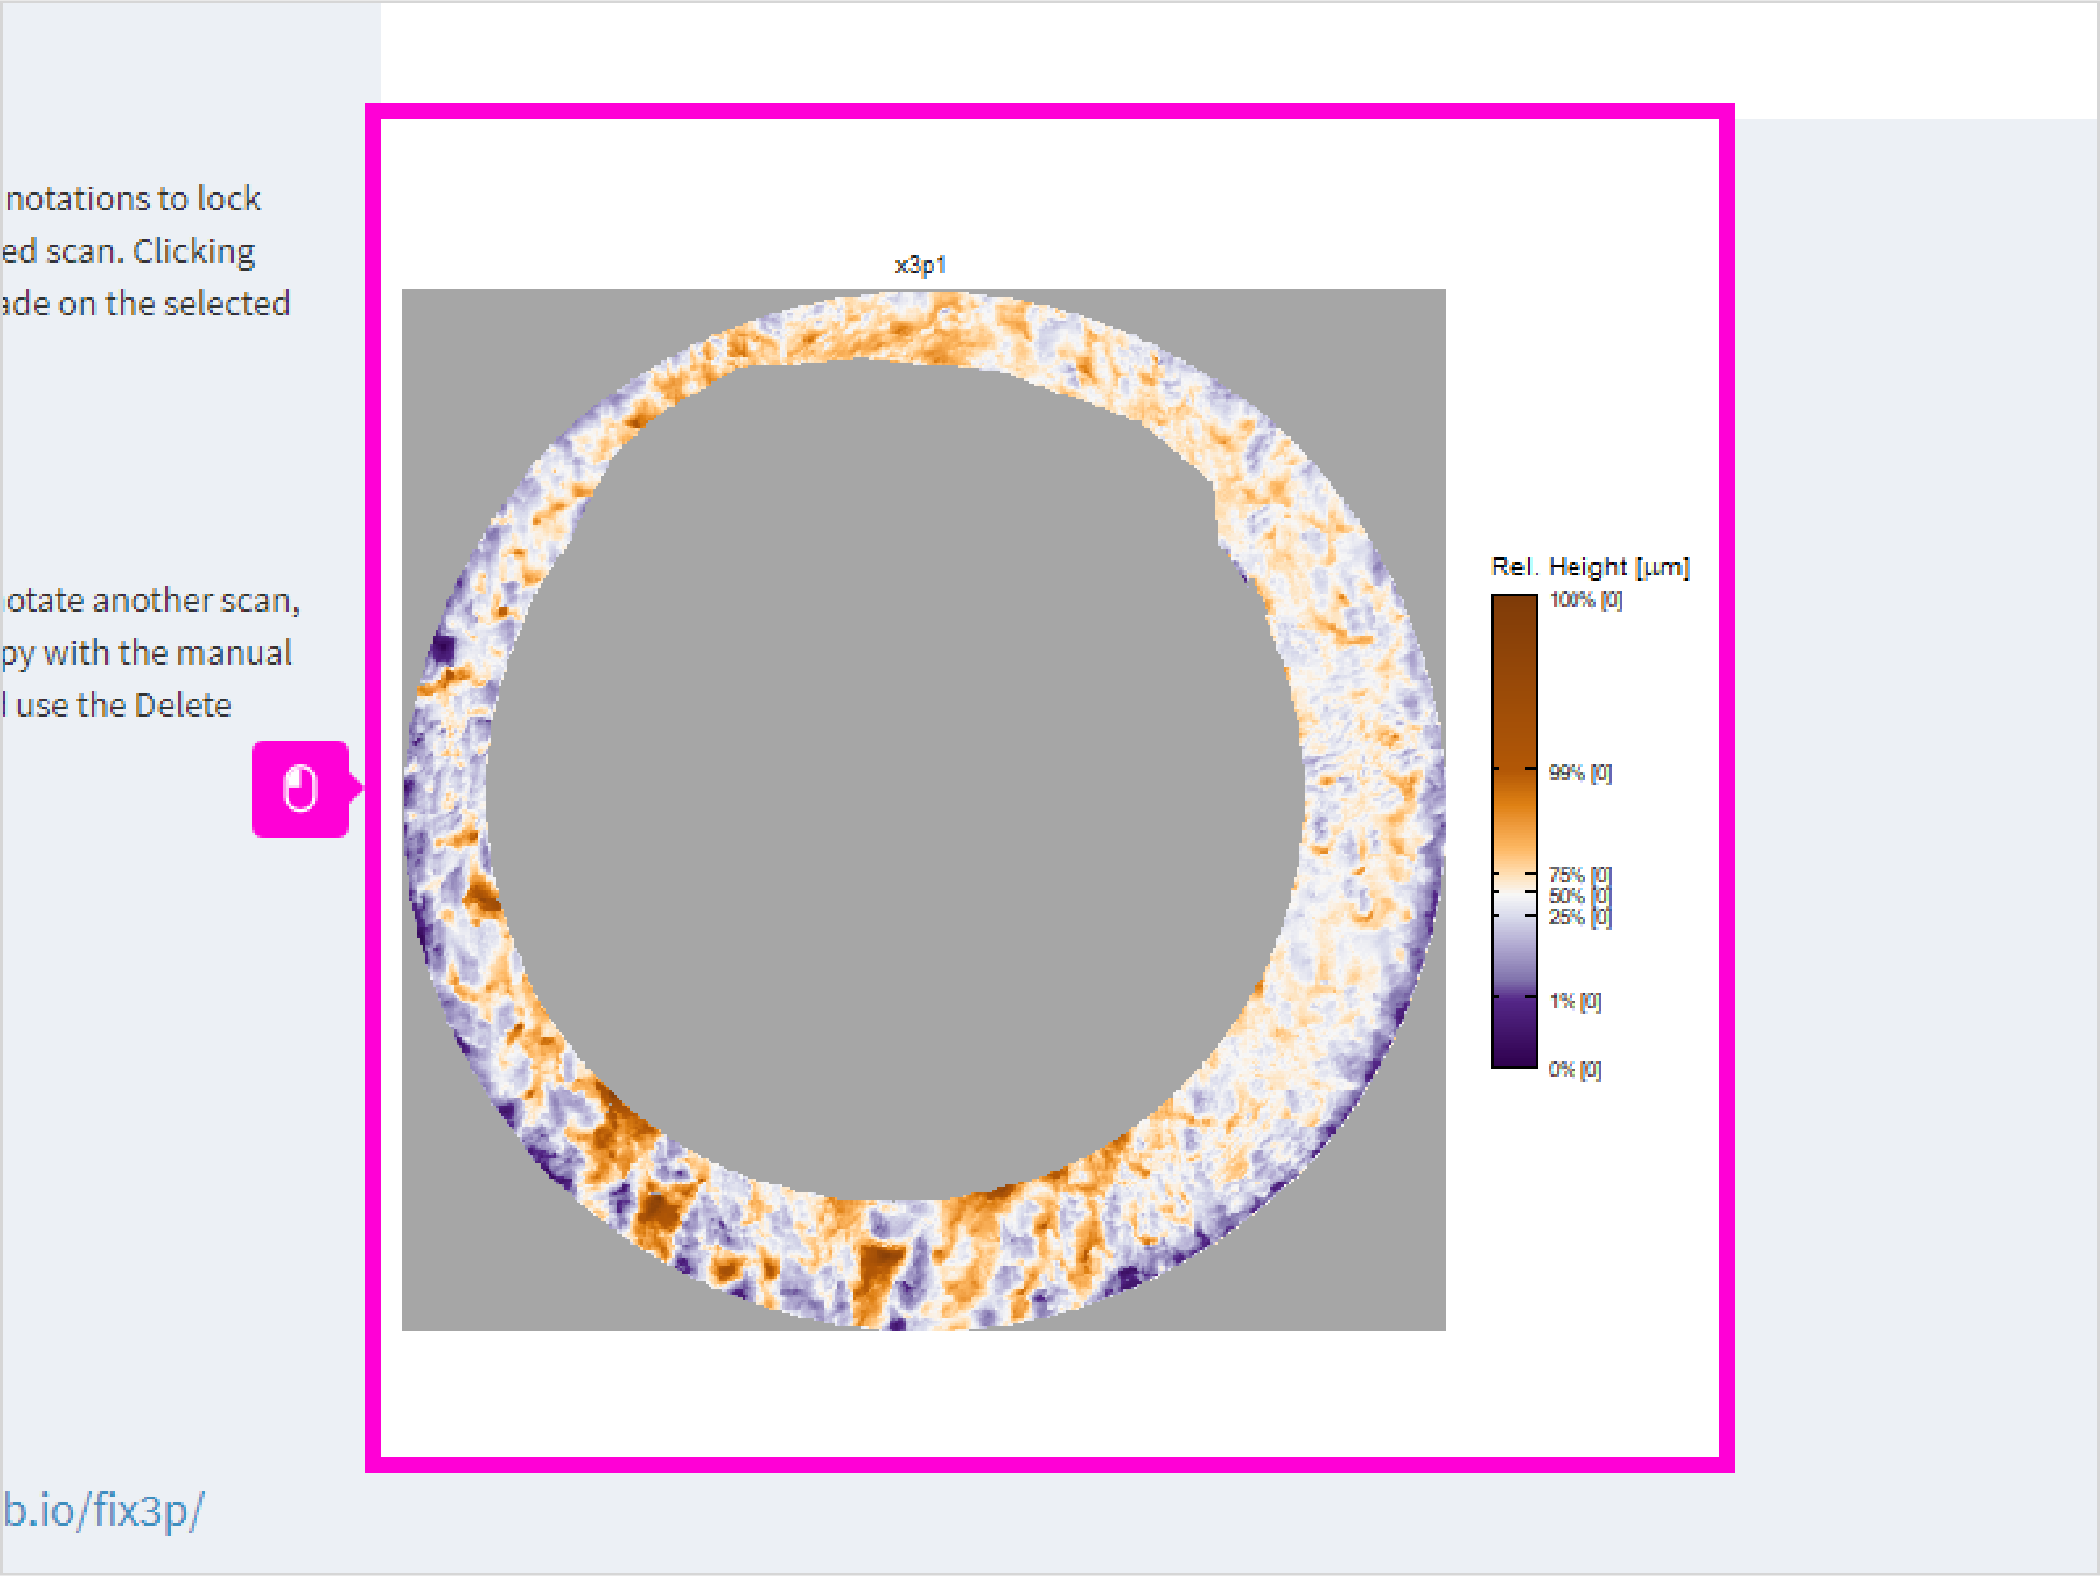 notations to lock
ed scan. Clicking
ade on the selected
notate another scan,
py with the manual
l use the Delete
b.io/fix3p/
x3p1
Rel. Height [μm]
100% [0]
99% [0]
75% [0]
50% [0]
25% [0]
1% [0]
0% [0]